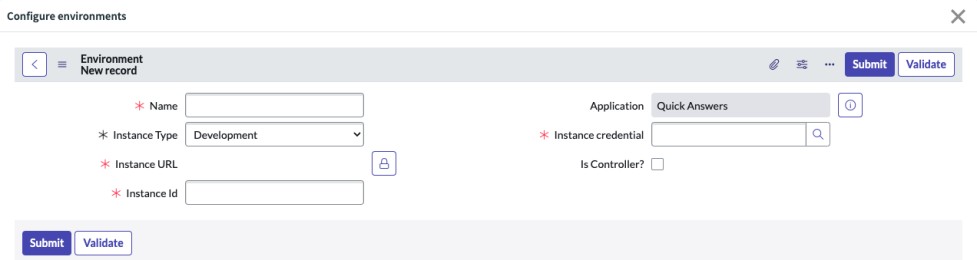 Configure environments
Environment
New record
Submit
Validate
* Name
Application
Quick Answers
* Instance Type
Development
* Instance credential
* Instance URL
Is Controller?
* Instance Id
Submit
Validate